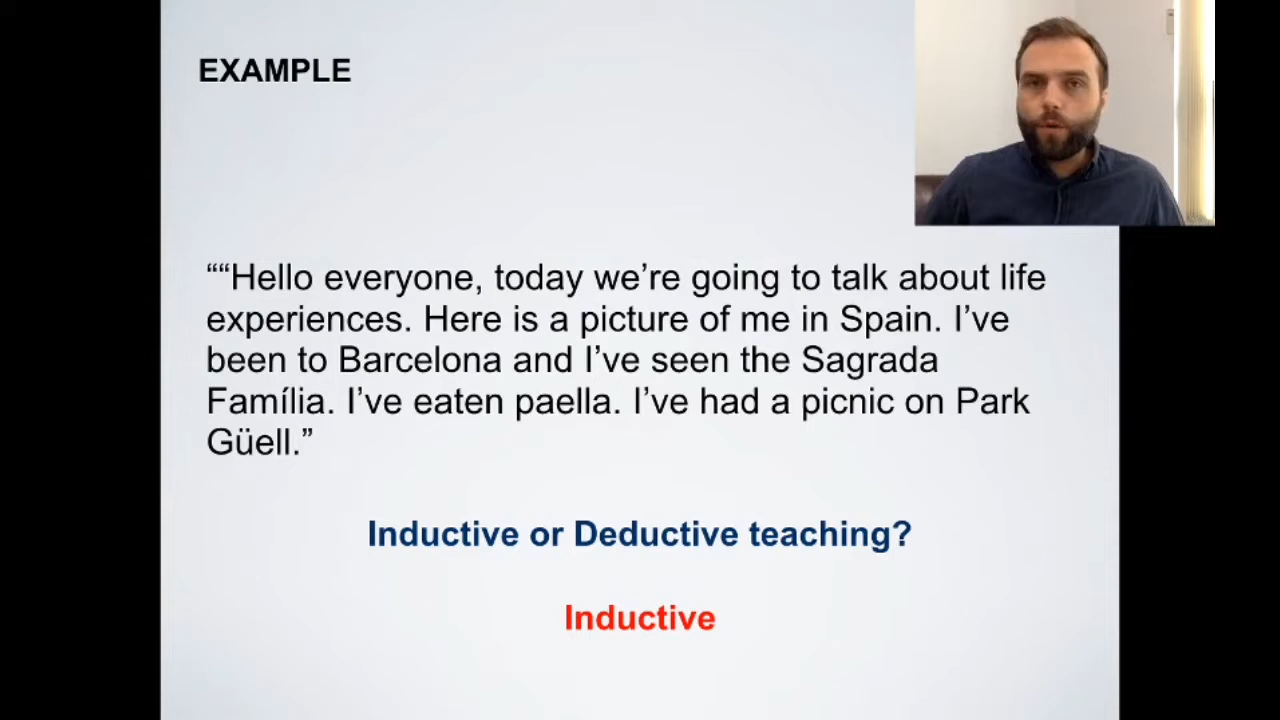 EXAMPLE
““Hello everyone, today we’re going to talk about life
experiences. Here is a picture of me in Spain. I’ve
been to Barcelona and I’ve seen the Sagrada
Família. I’ve eaten paella. I’ve had a picnic on Park
Güell.”
Inductive or Deductive teaching?
Inductive